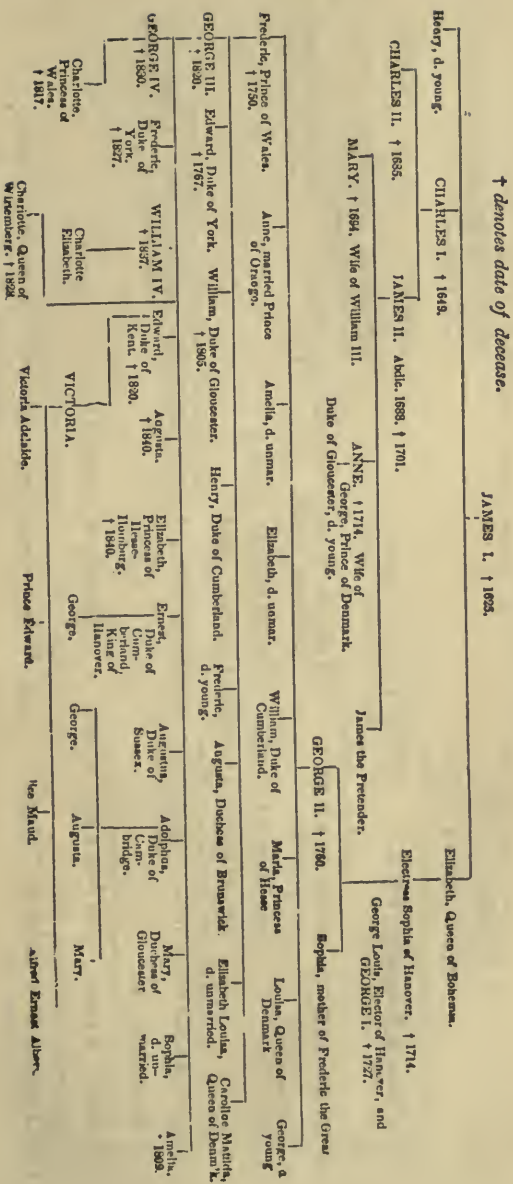 † denotes date of decease.
JAMES I. † 1625.
Henry, d. young.
CHARLES I. † 1649.
Elizabeth, Queen of Bohemia.
CHARLES II. † 1685.
JAMES II. Abdic. 1688. † 1701.
Electress Sophia of Hanover. † 1714.
MARY. † 1694. Wife of William III.
ANNE. † 1714. Wife of
George, Prince of Denmark.
Duke of Gloucester, d. young.
James the Pretender.
George Louis, Elector of Hanover, and
GEORGE I. † 1727.
GEORGE II. † 1760.
Sophia, mother of Frederic the Great
Frederic, Prince of Wales.
† 1750.
Anne, married Prince
of Orange.
Amelia, d. unmar.
Elizabeth, d. unmar.
William, Duke of
Cumberland.
Maria, Princess
of Hesse
Louisa, Queen of
Denmark
George, d
young
GEORGE III.
† 1820.
Edward, Duke of York.
† 1767.
William, Duke of Gloucester.
† 1805.
Henry, Duke of Cumberland.
Frederic,
d. young.
Augusta, Duchess of Brunswick.
Elizabeth Louisa,
d. unmarried.
Caroline Matilda,
Queen of Denm'k.
GEORGE IV.
† 1830.
Frederic,
Duke of
York.
† 1827.
WILLIAM IV.
† 1837.
Edward,
Duke of
Kent. † 1820.
Augusta.
† 1840.
Elizabeth,
Princess of
Hesse-
Homburg.
† 1840.
Ernest,
Duke of
Cum-
berland,
King of
Hanover.
Augustus,
Duke of
Sussex.
Adolphus,
Duke of
Cam-
bridge.
Mary,
Duchess of
Gloucester
Sophia,
d. un-
married.
Amelia.
1809.
Charlotte,
Princess of
Wales.
† 1817.
Charlotte
Elizabeth.
VICTORIA.
George.
George.
Augusta.
Mary.
Charlotte, Queen of
Wirtemberg. † 1828.
Victoria Adelaide.
Prince Edward.
Maud.
Alfred Ernest Albert.